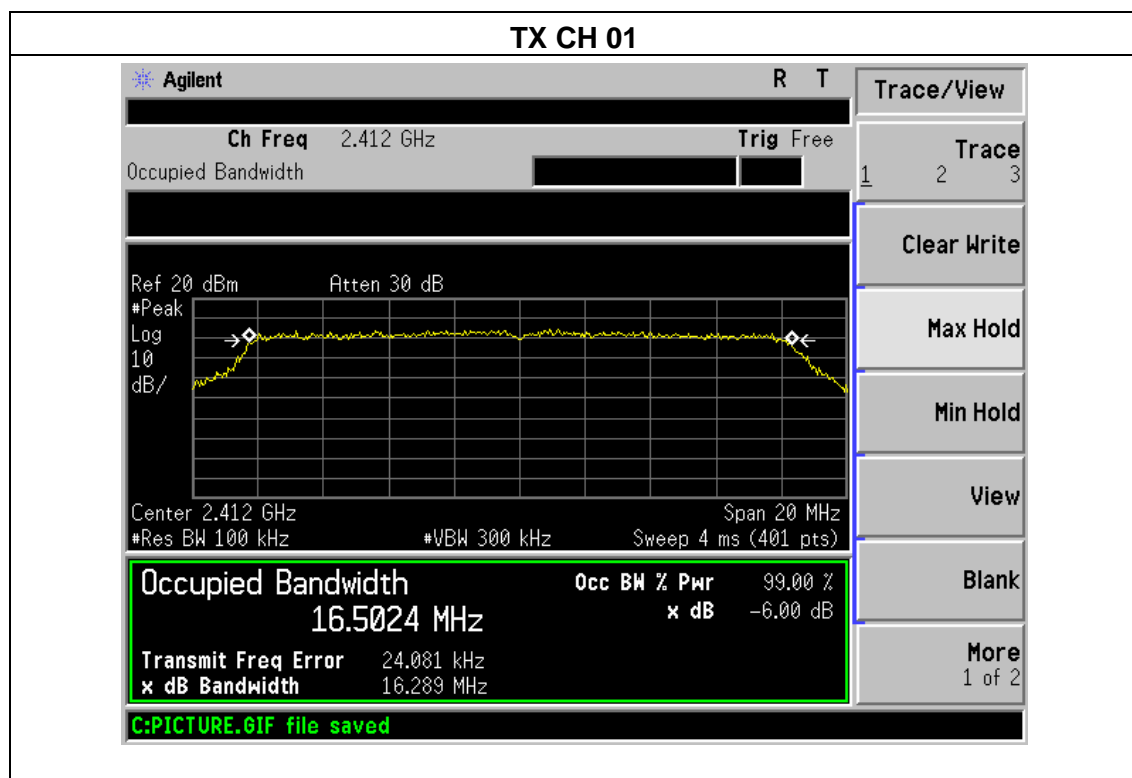 TX CH 01
Agilent R T
Ch Freq 2.412 GHz Trig Free
Occupied Bandwidth
Ref 20 dBm Atten 30 dB
#Peak
Log
10
dB/
Center 2.412 GHz Span 20 MHz
#Res BW 100 kHz #VBW 300 kHz Sweep 4 ms (401 pts)
Occupied Bandwidth Occ BW % Pwr 99.00 %
16.5024 MHz x dB -6.00 dB
Transmit Freq Error 24.081 kHz
x dB Bandwidth 16.289 MHz
C:PICTURE.GIF file saved
Trace/View
Trace
1 2 3
Clear Write
Max Hold
Min Hold
View
Blank
More
1 of 2